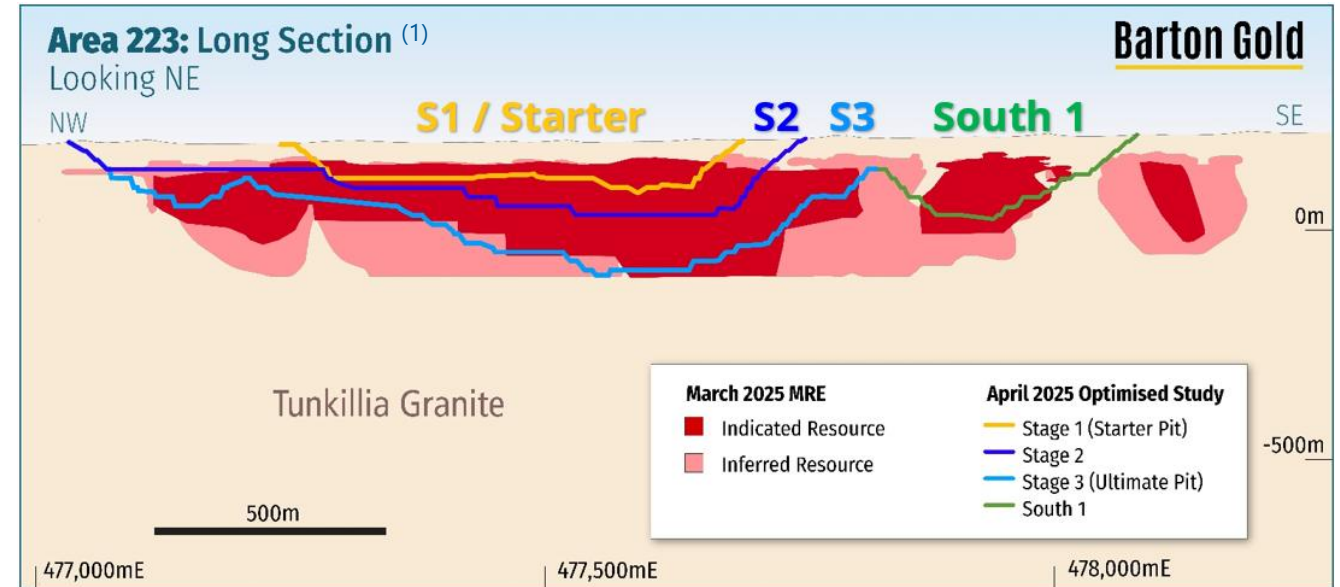 Area 223: Long Section (1)
Barton Gold
Looking NE
NW
S1 / Starter
S2
S3
South 1
SE
0m
Tunkillia Granite
March 2025 MRE
Indicated Resource
Inferred Resource
April 2025 Optimised Study
Stage 1 (Starter Pit)
Stage 2
Stage 3 (Ultimate Pit)
South 1
-500m
500m
477,000mE
477,500mE
478,000mE